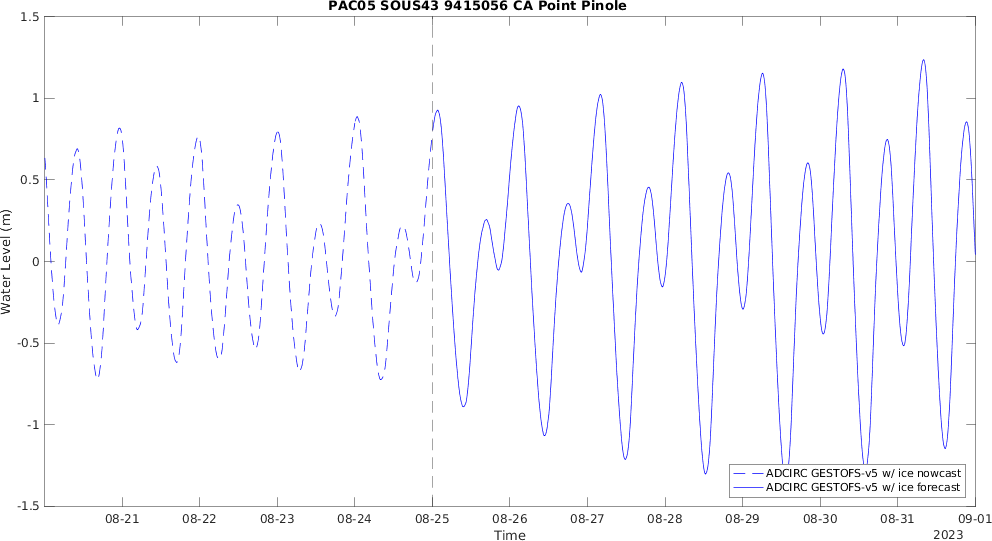 PAC05 SOUS43 9415056 CA Point Pinole
1.5
1
0.5
0
-0.5
-1
-1.5
Water Level (m)
ADCIRC GESTOFS-v5 w/ ice nowcast
ADCIRC GESTOFS-v5 w/ ice forecast
08-21 08-22 08-23 08-24 08-25 08-26 08-27 08-28 08-29 08-30 08-31 09-01
Time
2023